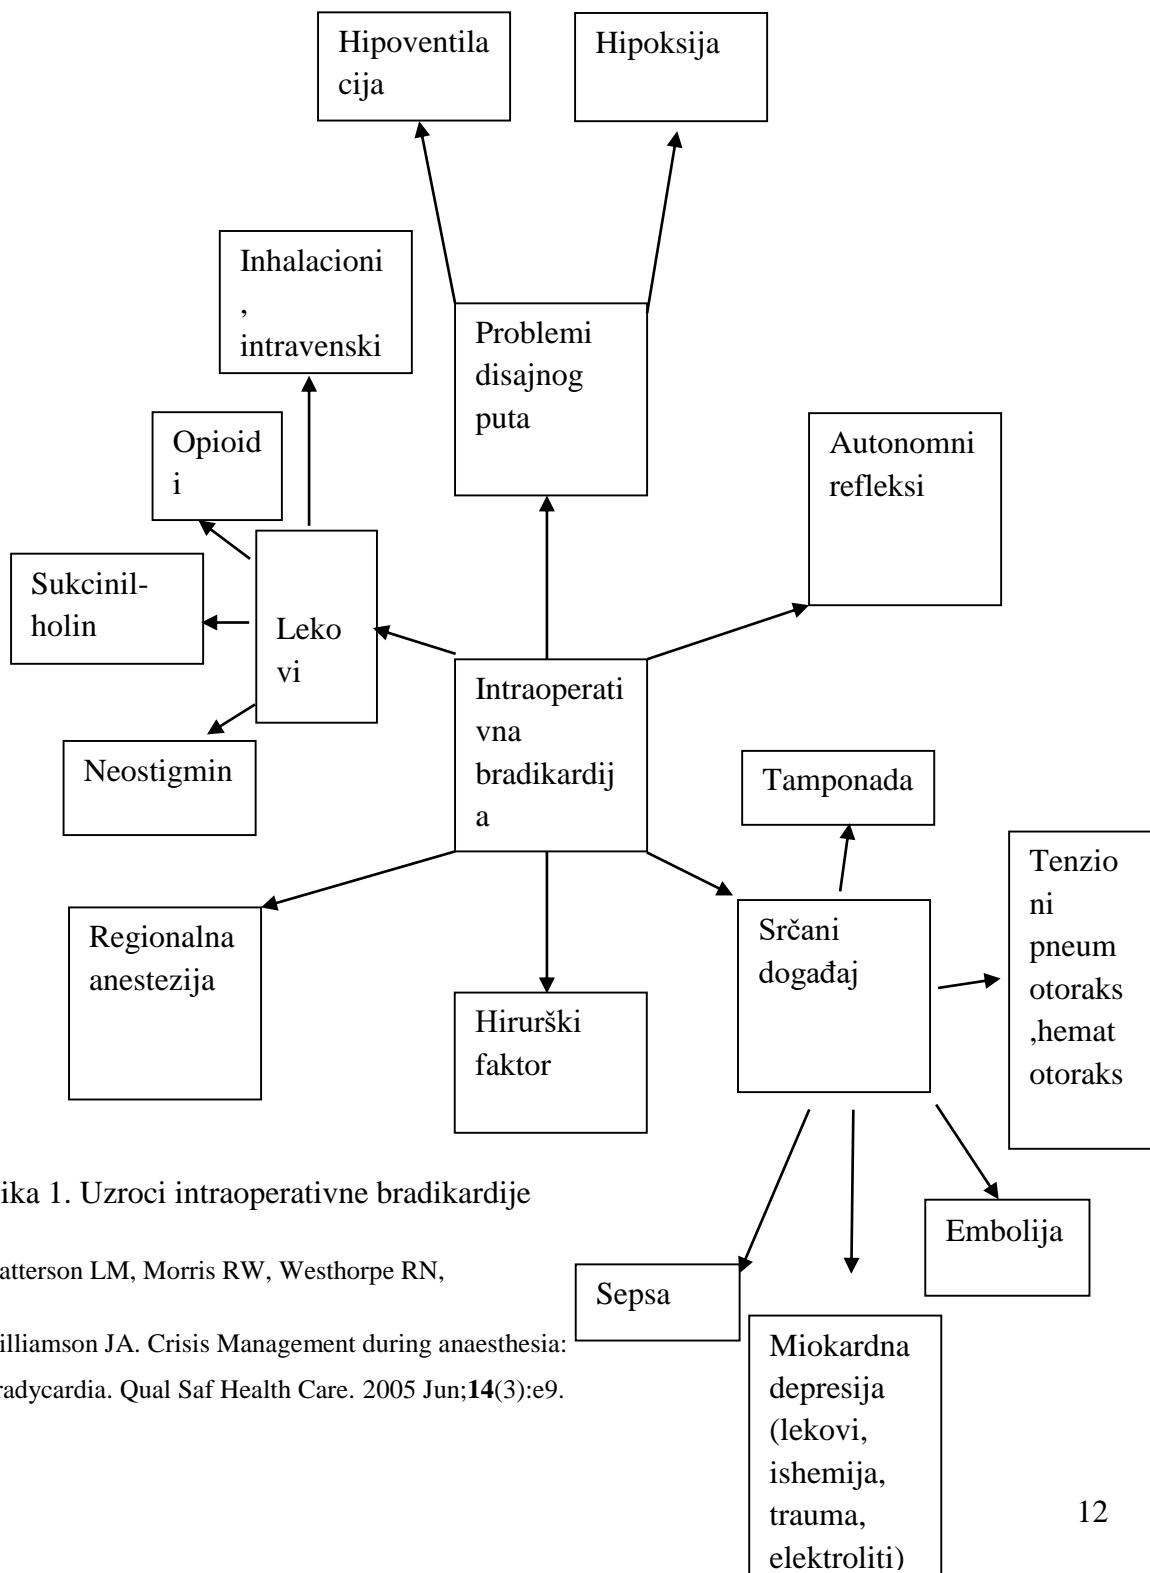 Hipoventila
cija
Hipoksija
Inhalacioni
,
intravenski
Problemi
disajnog
puta
Opioid
i
Autonomni
refleksi
Sukcinil-
holin
Leko
vi
Intraoperati
vna
bradikardij
a
Neostigmin
Tamponada
Tenzio
ni
pneum
otoraks
,hemat
otoraks
Regionalna
anestezija
Srčani
događaj
Hirurški
faktor
ika 1. Uzroci intraoperativne bradikardije
Embolija
atterson LM, Morris RW, Westhorpe RN,
Sepsa
illiamson JA. Crisis Management during anaesthesia:
radycardia. Qual Saf Health Care. 2005 Jun;14(3):e9.
Miokardna
depresija
(lekovi,
ishemija,
trauma,
elektroliti)
12